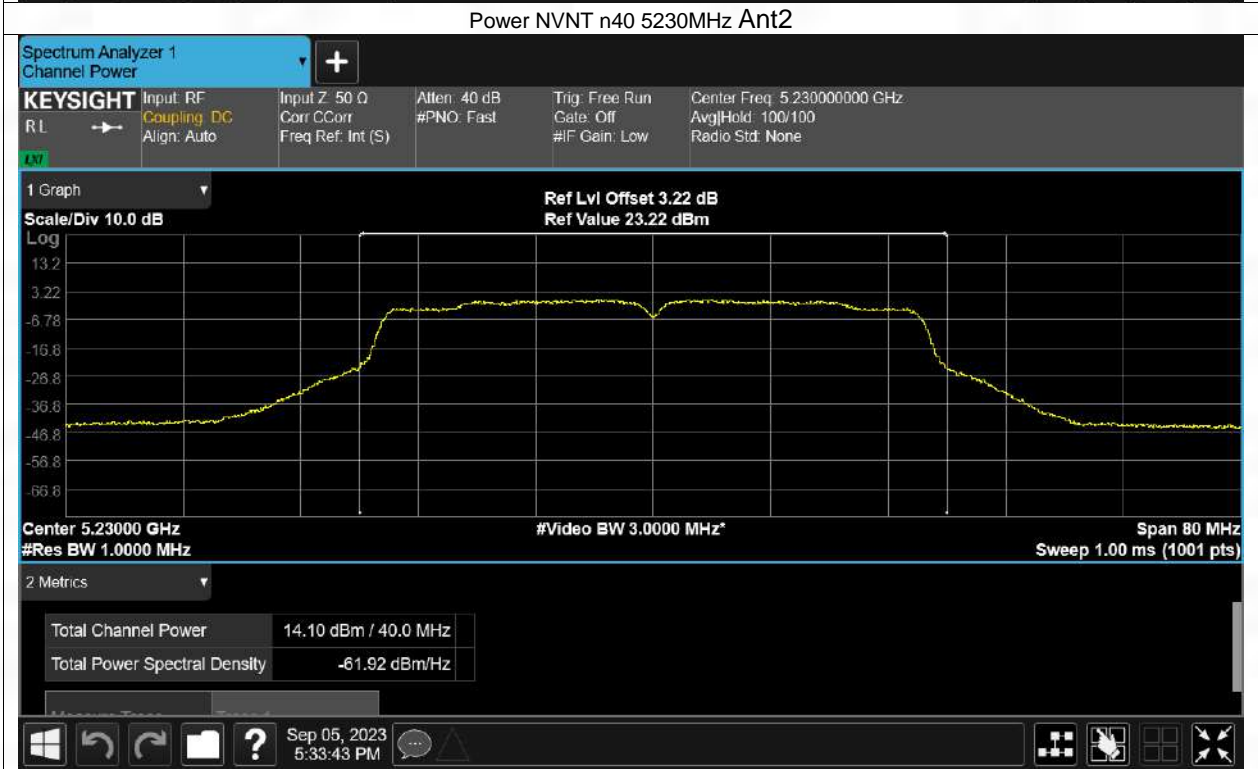 Power NVNT n40 5230MHz Ant2
Spectrum Analyzer 1
Channel Power
+
KEYSIGHT
R L
LXI
Input: RF
Coupling: DC
Align: Auto
Input Z: 50 Ω
Corr CCorr
Freq Ref: Int (S)
Atten: 40 dB
#PNO: Fast
Trig: Free Run
Gate: Off
#IF Gain: Low
Center Freq: 5.230000000 GHz
Avg|Hold: 100/100
Radio Std: None
1 Graph
Scale/Div 10.0 dB
Ref Lvl Offset 3.22 dB
Ref Value 23.22 dBm
Log
13.2
3.22
-6.78
-16.8
-26.8
-36.8
-46.8
-56.8
-66.8
Center 5.23000 GHz
#Res BW 1.0000 MHz
#Video BW 3.0000 MHz*
Span 80 MHz
Sweep 1.00 ms (1001 pts)
2 Metrics
Total Channel Power 14.10 dBm / 40.0 MHz
Total Power Spectral Density -61.92 dBm/Hz
?
Sep 05, 2023
5:33:43 PM